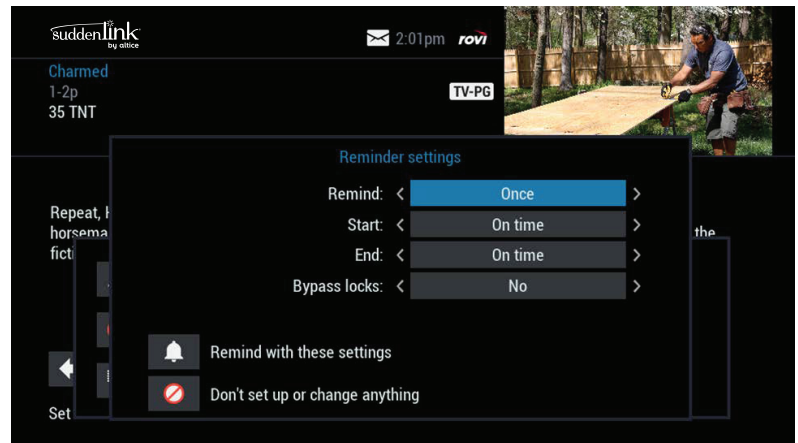 suddenlink
by altice
2:01pm rovi
Charmed
1-2p
TV-PG
35 TNT
Reminder settings
Remind: < Once >
Start: < On time >
End: < On time >
Bypass locks: < No >
Repeat,
the
Remind with these settings
Don't set up or change anything
Set